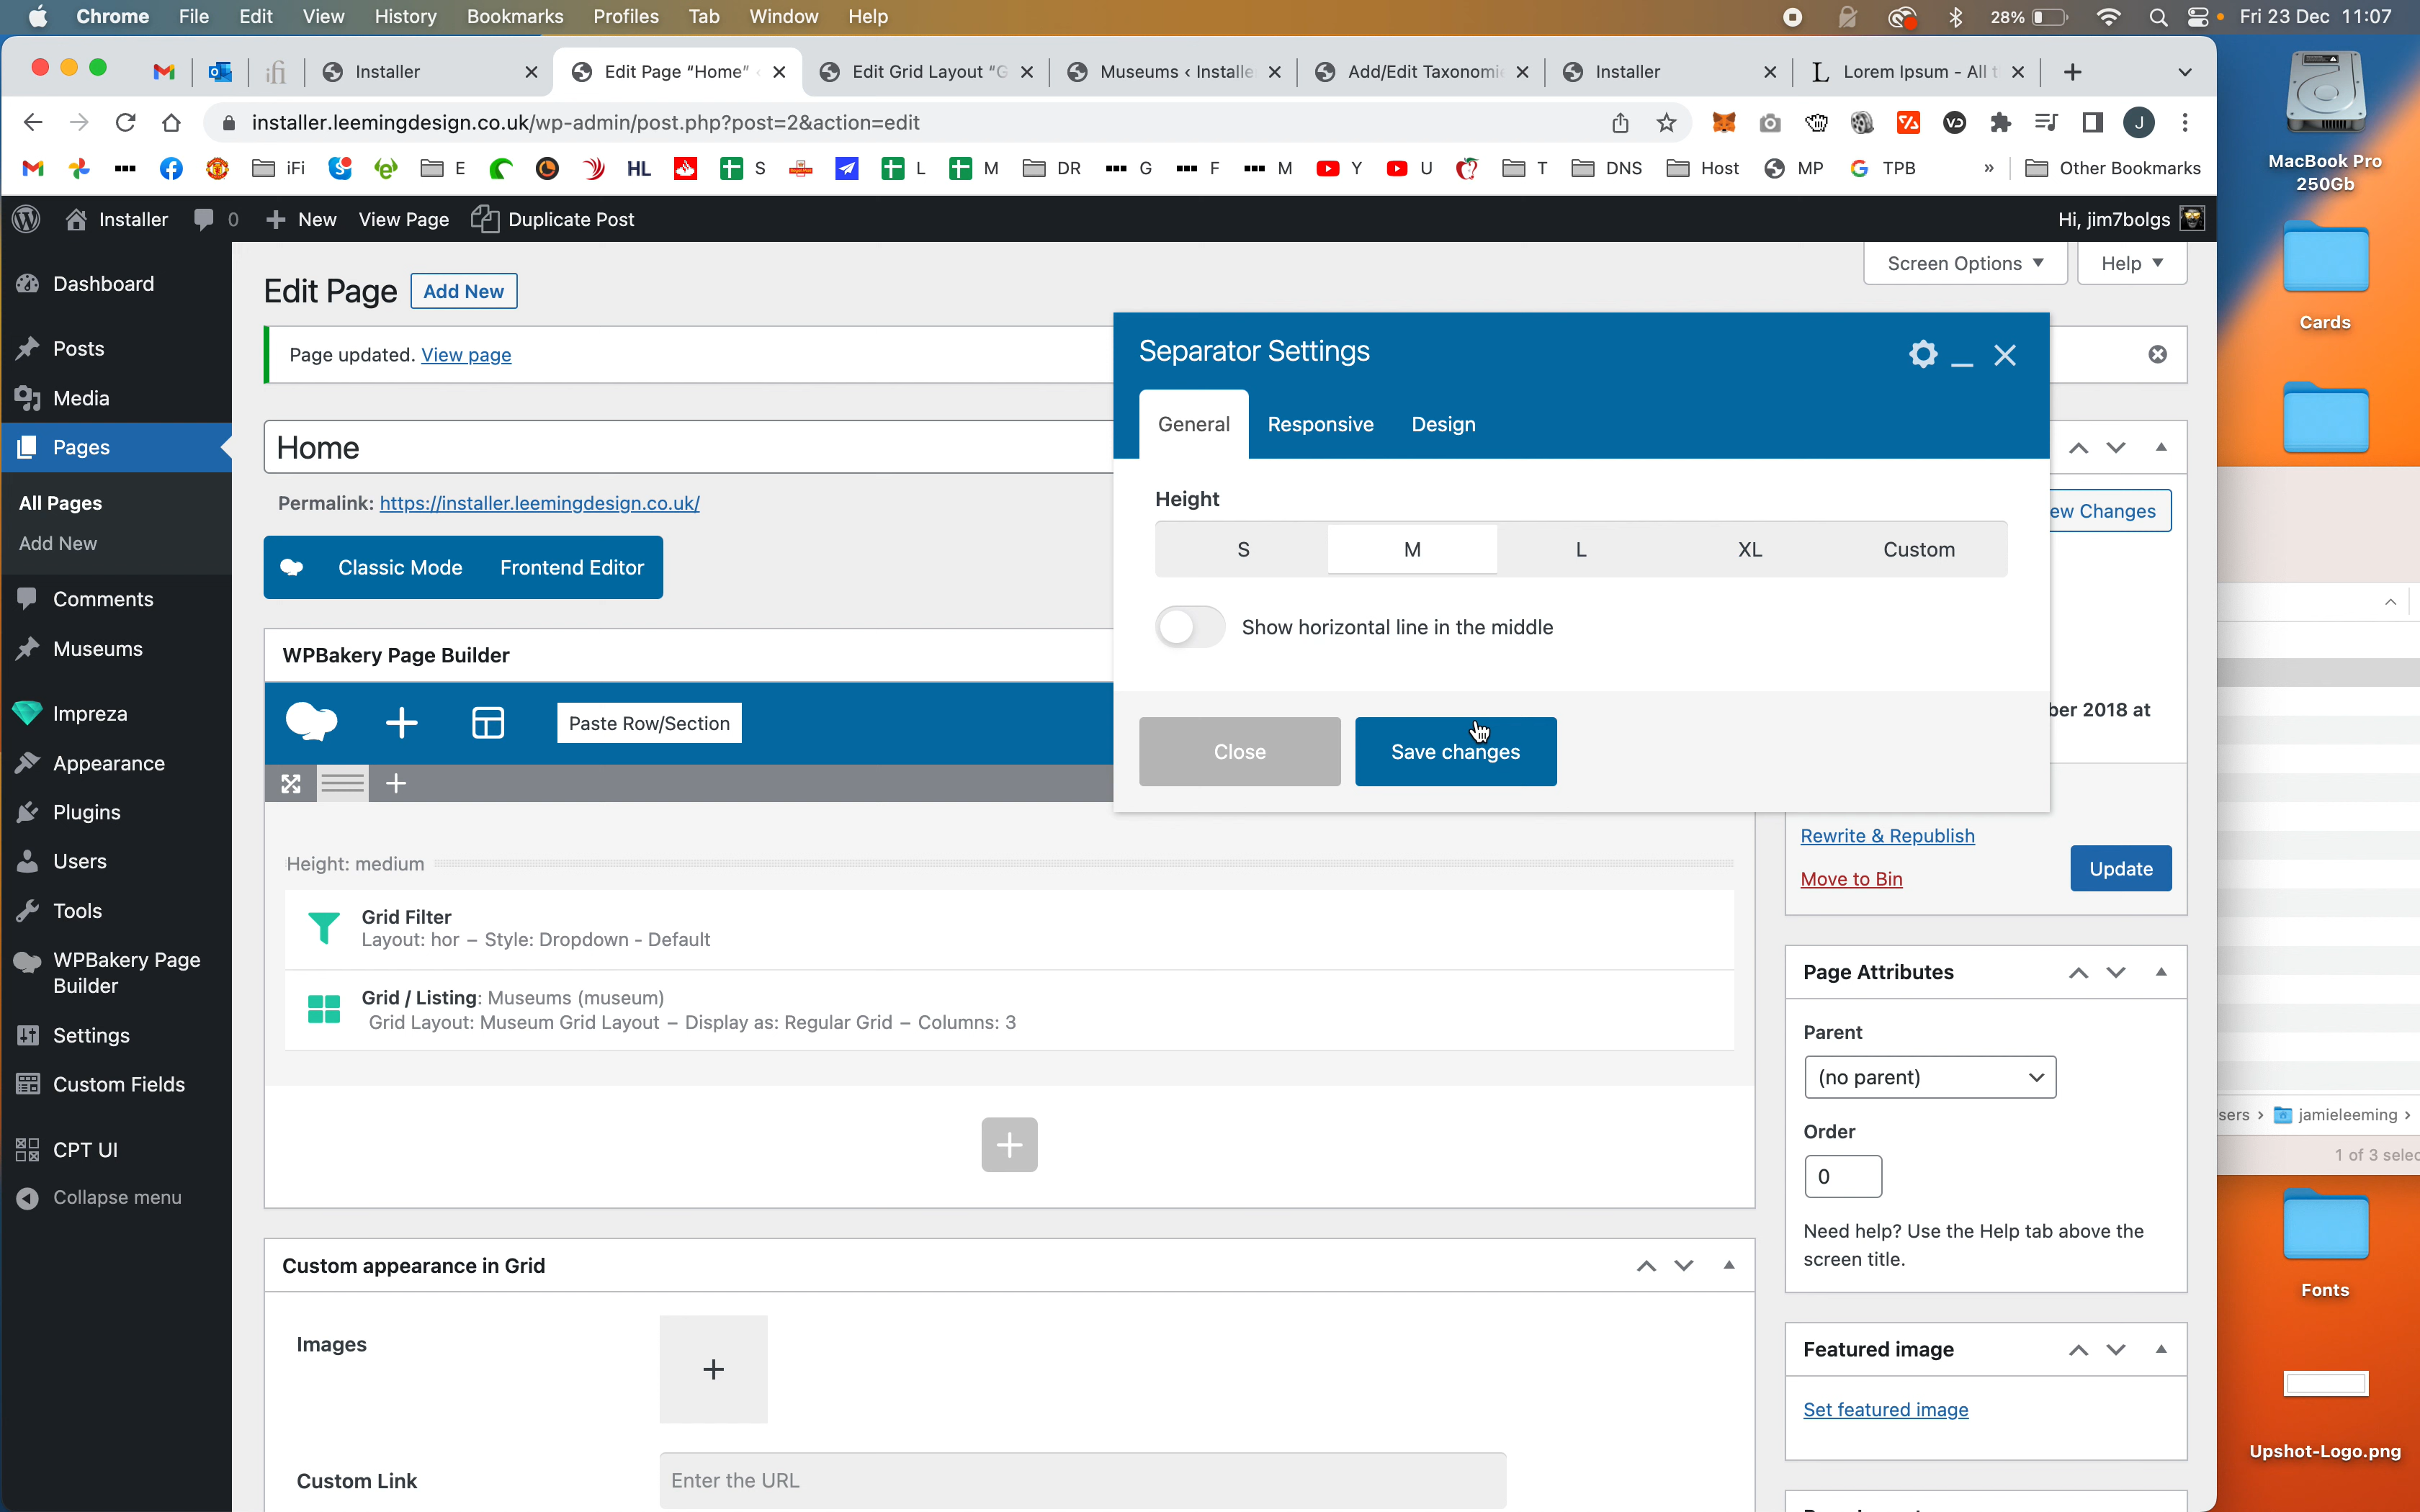 Chrome File Edit View History Bookmarks Profiles Tab Window Help 28% Fri 23 Dec 11:07
ifi Installer Edit Page “Home” Edit Grid Layout “G Museums ‹ Installe Add/Edit Taxonomi Installer L Lorem Ipsum - All t
installer.leemingdesign.co.uk/wp-admin/post.php?post=2&action=edit J
iFi E HL S L M DR G F M Y U T DNS Host MP TPB » Other Bookmarks
Installer 0 New View Page Duplicate Post Hi, jim7bolgs
Dashboard
Posts
Media
Pages
All Pages
Add New
Comments
Museums
Impreza
Appearance
Plugins
Users
Tools
WPBakery Page
Builder
Settings
Custom Fields
CPT UI
Collapse menu
Edit Page Add New
Screen Options Help
Page updated. View page
Home
Permalink: https://installer.leemingdesign.co.uk/
Classic Mode Frontend Editor
WPBakery Page Builder
Paste Row/Section
Separator Settings
General Responsive Design
Height
S M L XL Custom
Show horizontal line in the middle
Close Save changes
Height: medium
Grid Filter
Layout: hor – Style: Dropdown - Default
Grid / Listing: Museums (museum)
Grid Layout: Museum Grid Layout – Display as: Regular Grid – Columns: 3
Custom appearance in Grid
Images
Custom Link
Enter the URL
ew Changes
ber 2018 at
Rewrite & Republish
Move to Bin
Update
Page Attributes
Parent
(no parent)
Order
0
Need help? Use the Help tab above the
screen title.
Featured image
Set featured image
MacBook Pro
250Gb
Cards
sers › jamieleeming ›
1 of 3 selec
Fonts
Upshot-Logo.png